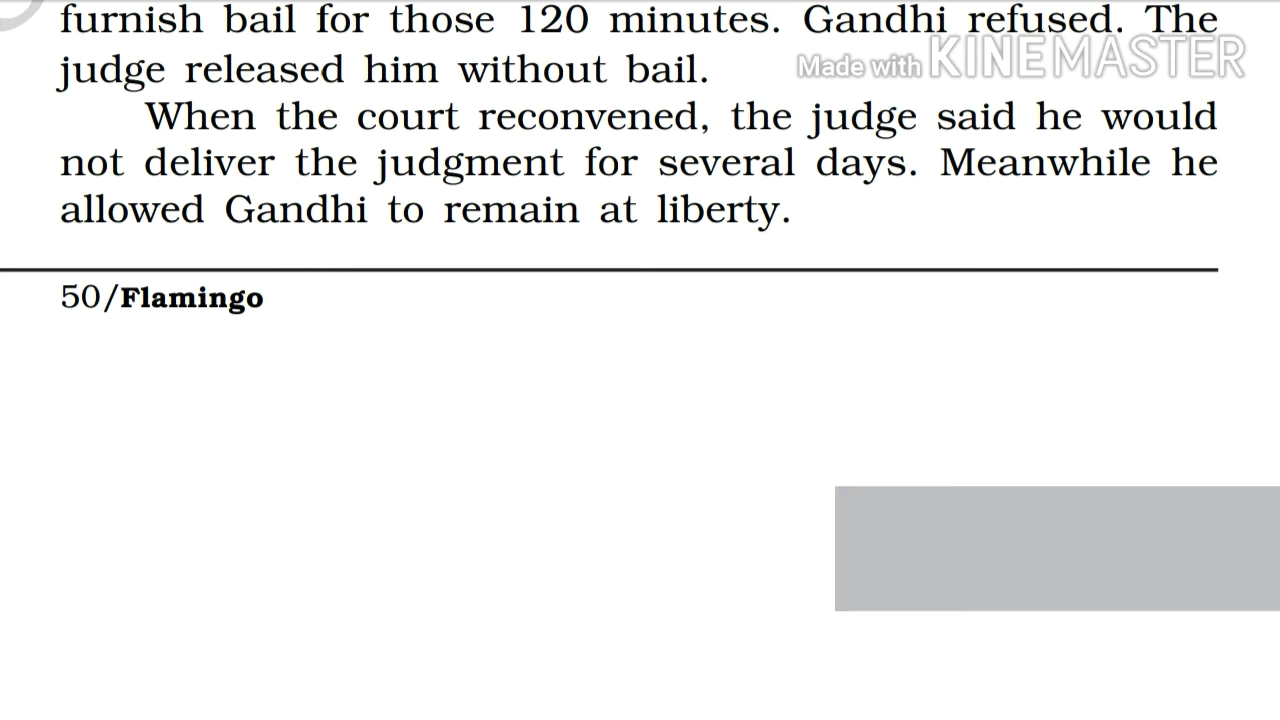 furnish bail for those 120 minutes. Gandhi refused. The
Made with KINEMASTER
judge released him without bail.
When the court reconvened, the judge said he would
not deliver the judgment for several days. Meanwhile he
allowed Gandhi to remain at liberty.
50/Flamingo